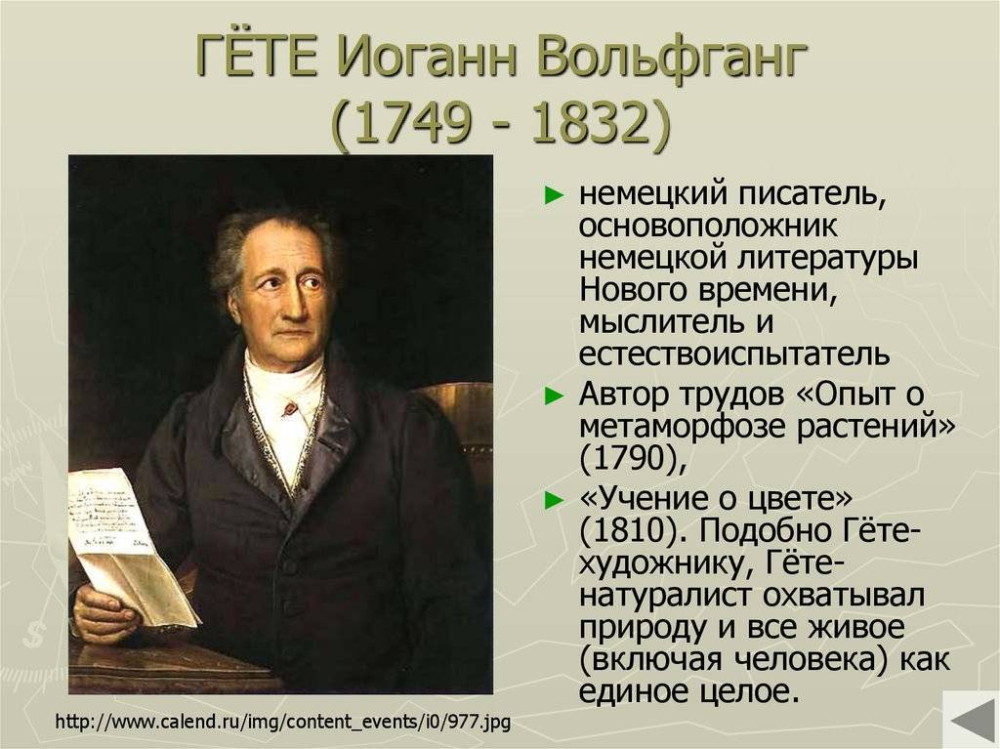 ГЁТЕ Иоганн Вольфганг
(1749 - 1832)
немецкий писатель,
основоположник
немецкой литературы
Нового времени,
мыслитель и
естествоиспытатель
Автор трудов «Опыт о
метаморфозе растений»
(1790),
«Учение о цвете»
(1810). Подобно Гёте-
художнику, Гёте-
натуралист охватывал
природу и все живое
(включая человека) как
единое целое.
http://www.calend.ru/img/content_events/i0/977.jpg